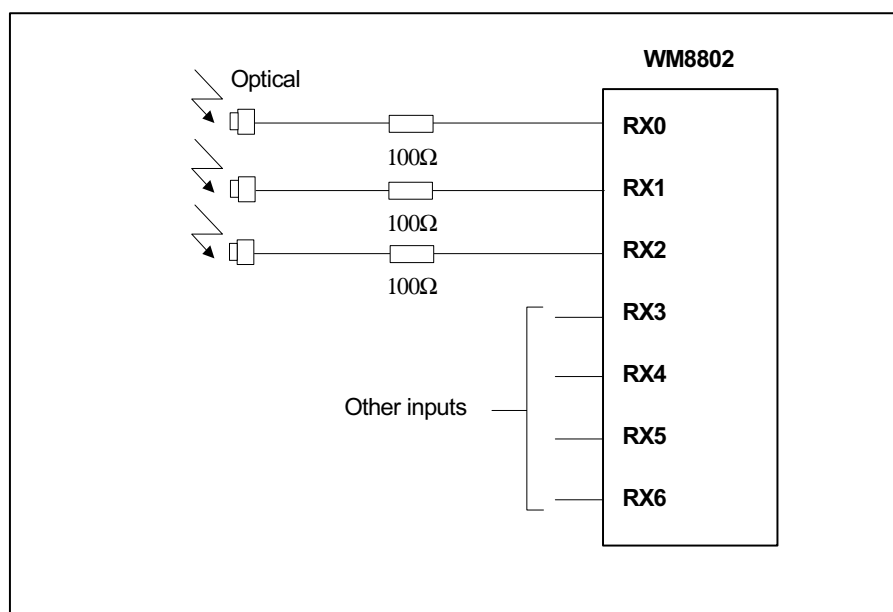 WM8802
Optical
RX0
100Ω
RX1
100Ω
RX2
100Ω
RX3
RX4
Other inputs
RX5
RX6